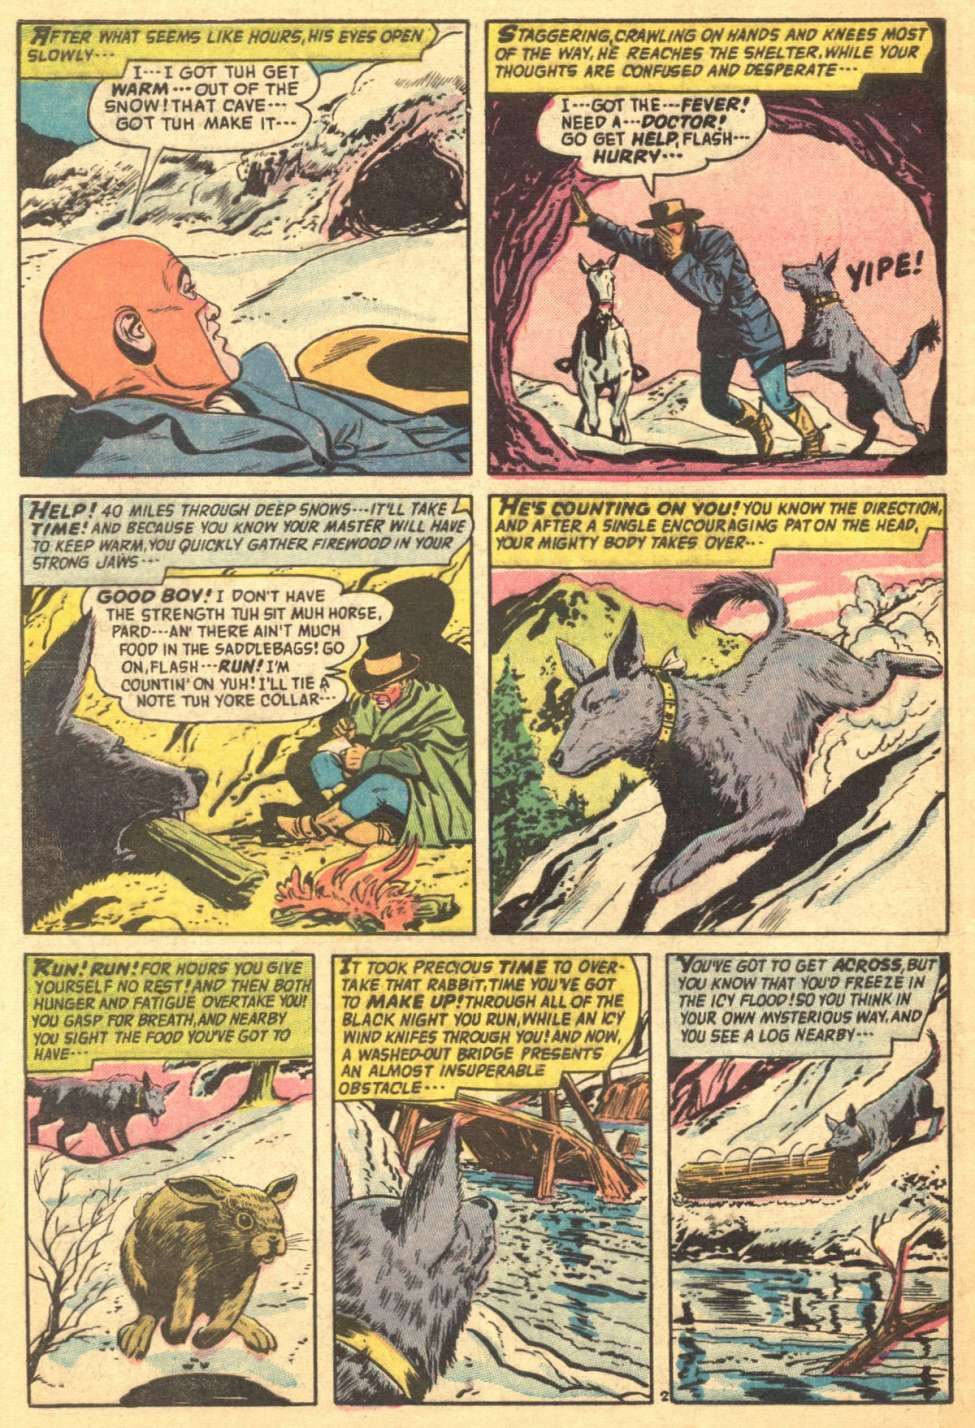 AFTER WHAT SEEMS LIKE HOURS, HIS EYES OPEN
SLOWLY---
I---I GOT TUH GET
WARM---OUT OF THE
SNOW! THAT CAVE---
GOT TUH MAKE IT---
STAGGERING, CRAWLING ON HANDS AND KNEES MOST
OF THE WAY, HE REACHES THE SHELTER, WHILE YOUR
THOUGHTS ARE CONFUSED AND DESPERATE---
I---GOT THE---FEVER!
NEED A---DOCTOR!
GO GET HELP, FLASH---
HURRY---
YIPE!
HELP! 40 MILES THROUGH DEEP SNOWS---IT'LL TAKE
TIME! AND BECAUSE YOU KNOW YOUR MASTER WILL HAVE
TO KEEP WARM, YOU QUICKLY GATHER FIREWOOD IN YOUR
STRONG JAWS---
GOOD BOY! I DON'T HAVE
THE STRENGTH TUH SIT MUH HORSE,
PARD---AN' THERE AIN'T MUCH
FOOD IN THE SADDLEBAGS! GO
ON, FLASH---RUN! I'M
COUNTIN' ON YUH! I'LL TIE A
NOTE TUH YORE COLLAR---
HE'S COUNTING ON YOU! YOU KNOW THE DIRECTION,
AND AFTER A SINGLE ENCOURAGING PAT ON THE HEAD,
YOUR MIGHTY BODY TAKES OVER---
RUN! RUN! FOR HOURS YOU GIVE
YOURSELF NO REST! AND THEN BOTH
HUNGER AND FATIGUE OVERTAKE YOU!
YOU GASP FOR BREATH, AND NEARBY
YOU SIGHT THE FOOD YOU'VE GOT TO
HAVE---
IT TOOK PRECIOUS TIME TO OVER-
TAKE THAT RABBIT, TIME YOU'VE GOT
TO MAKE UP! THROUGH ALL OF THE
BLACK NIGHT YOU RUN, WHILE AN ICY
WIND KNIFES THROUGH YOU! AND NOW,
A WASHED-OUT BRIDGE PRESENTS
AN ALMOST INSUPERABLE
OBSTACLE---
YOU'VE GOT TO GET ACROSS, BUT
YOU KNOW THAT YOU'D FREEZE IN
THE ICY FLOOD! SO YOU THINK IN
YOUR OWN MYSTERIOUS WAY, AND
YOU SEE A LOG NEARBY---
2